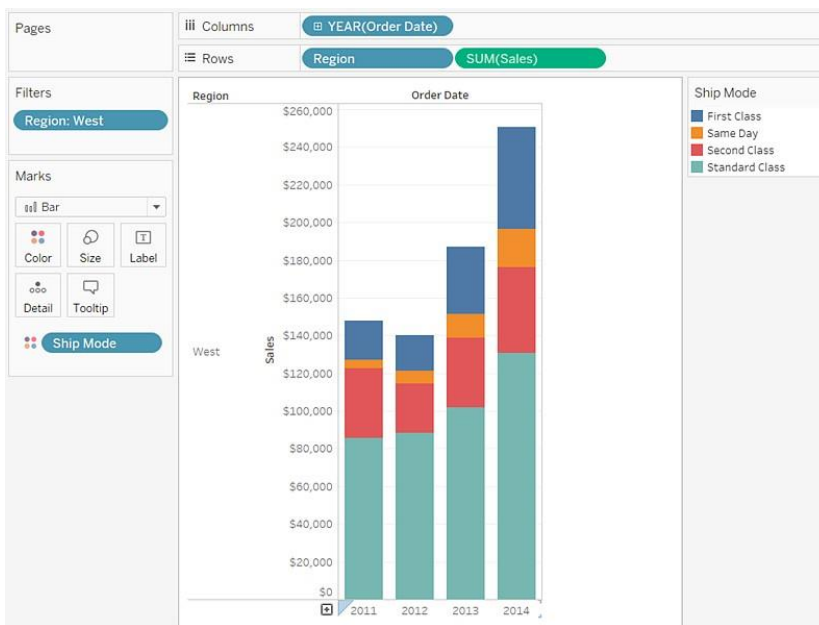 Pages
Columns
YEAR(Order Date)
Rows
Region
SUM(Sales)
Filters
Region: West
Marks
Bar
Color
Size
Label
Detail
Tooltip
Ship Mode
Region
Order Date
$260,000
$240,000
$220,000
$200,000
$180,000
$160,000
$140,000
$120,000
$100,000
$80,000
$60,000
$40,000
$20,000
$0
West
Sales
2011 2012 2013 2014
Ship Mode
First Class
Same Day
Second Class
Standard Class